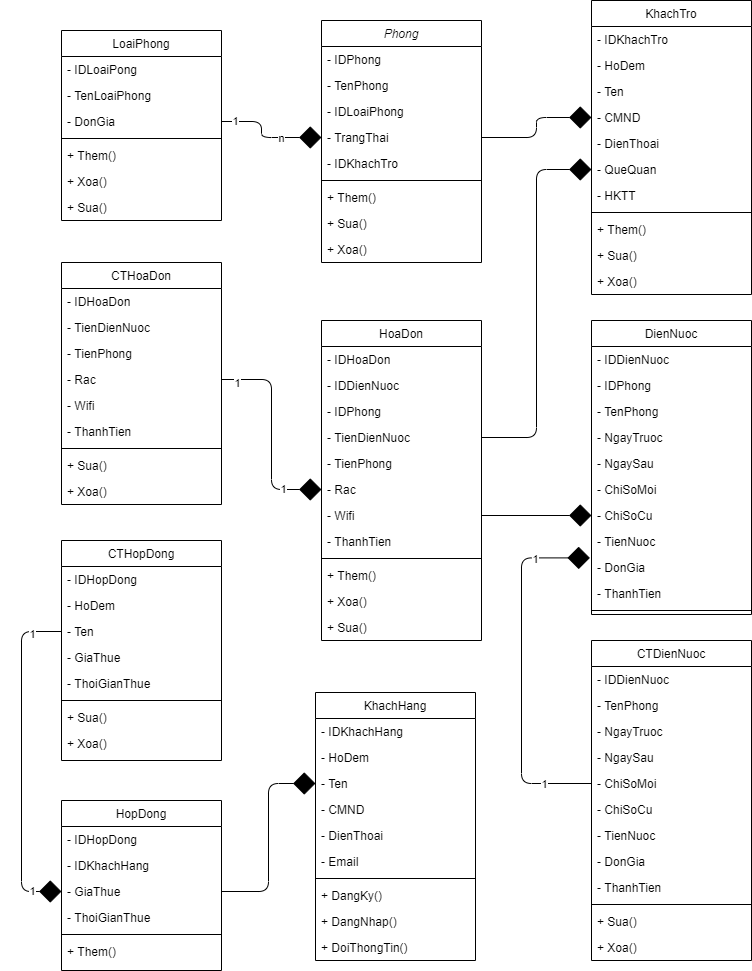 LoaiPhong
- IDLoaiPong
- TenLoaiPhong
- DonGia
+ Them()
+ Xoa()
+ Sua()
1
n
Phong
- IDPhong
- TenPhong
- IDLoaiPhong
- TrangThai
- IDKhachTro
+ Them()
+ Sua()
+ Xoa()
KhachTro
- IDKhachTro
- HoDem
- Ten
- CMND
- DienThoai
- QueQuan
- HKTT
+ Them()
+ Sua()
+ Xoa()
CTHoaDon
- IDHoaDon
- TienDienNuoc
- TienPhong
- Rac
- Wifi
- ThanhTien
+ Sua()
+ Xoa()
1
1
HoaDon
- IDHoaDon
- IDDienNuoc
- IDPhong
- TienDienNuoc
- TienPhong
- Rac
- Wifi
- ThanhTien
+ Them()
+ Xoa()
+ Sua()
DienNuoc
- IDDienNuoc
- IDPhong
- TenPhong
- NgayTruoc
- NgaySau
- ChiSoMoi
- ChiSoCu
- TienNuoc
- DonGia
- ThanhTien
1
1
CTHopDong
- IDHopDong
- HoDem
- Ten
- GiaThue
- ThoiGianThue
+ Sua()
+ Xoa()
1
1
HopDong
- IDHopDong
- IDKhachHang
- GiaThue
- ThoiGianThue
+ Them()
KhachHang
- IDKhachHang
- HoDem
- Ten
- CMND
- DienThoai
- Email
+ DangKy()
+ DangNhap()
+ DoiThongTin()
CTDienNuoc
- IDDienNuoc
- TenPhong
- NgayTruoc
- NgaySau
- ChiSoMoi
- ChiSoCu
- TienNuoc
- DonGia
- ThanhTien
+ Sua()
+ Xoa()